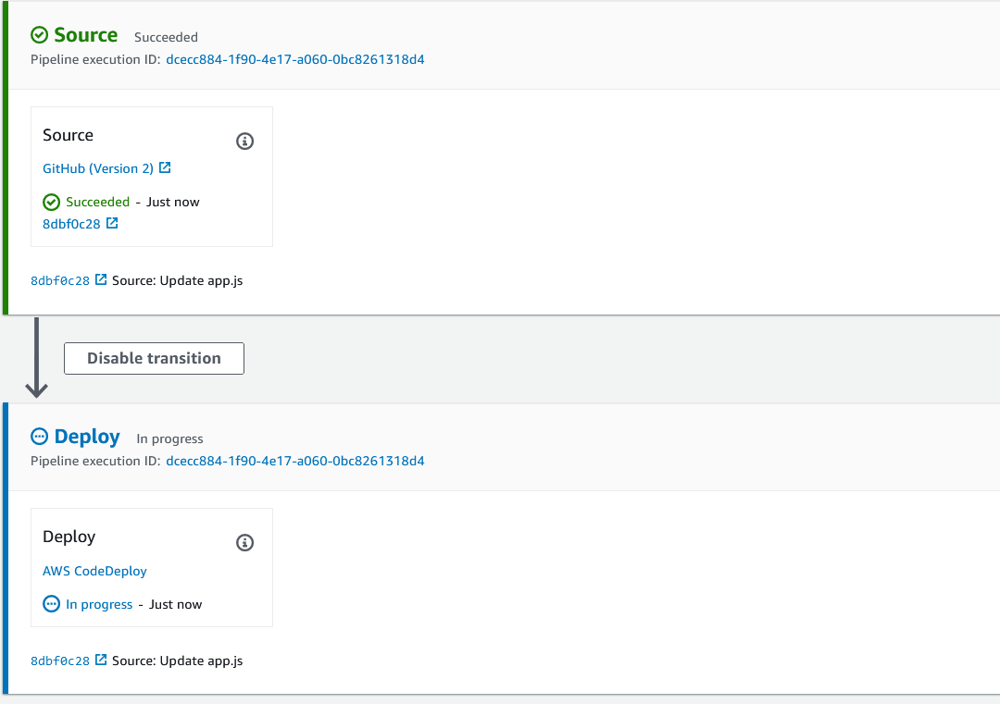 Source Succeeded
Pipeline execution ID: dcecc884-1f90-4e17-a060-0bc8261318d4
Source
GitHub (Version 2)
Succeeded - Just now
8dbf0c28
8dbf0c28 Source: Update app.js
Disable transition
Deploy In progress
Pipeline execution ID: dcecc884-1f90-4e17-a060-0bc8261318d4
Deploy
AWS CodeDeploy
In progress - Just now
8dbf0c28 Source: Update app.js